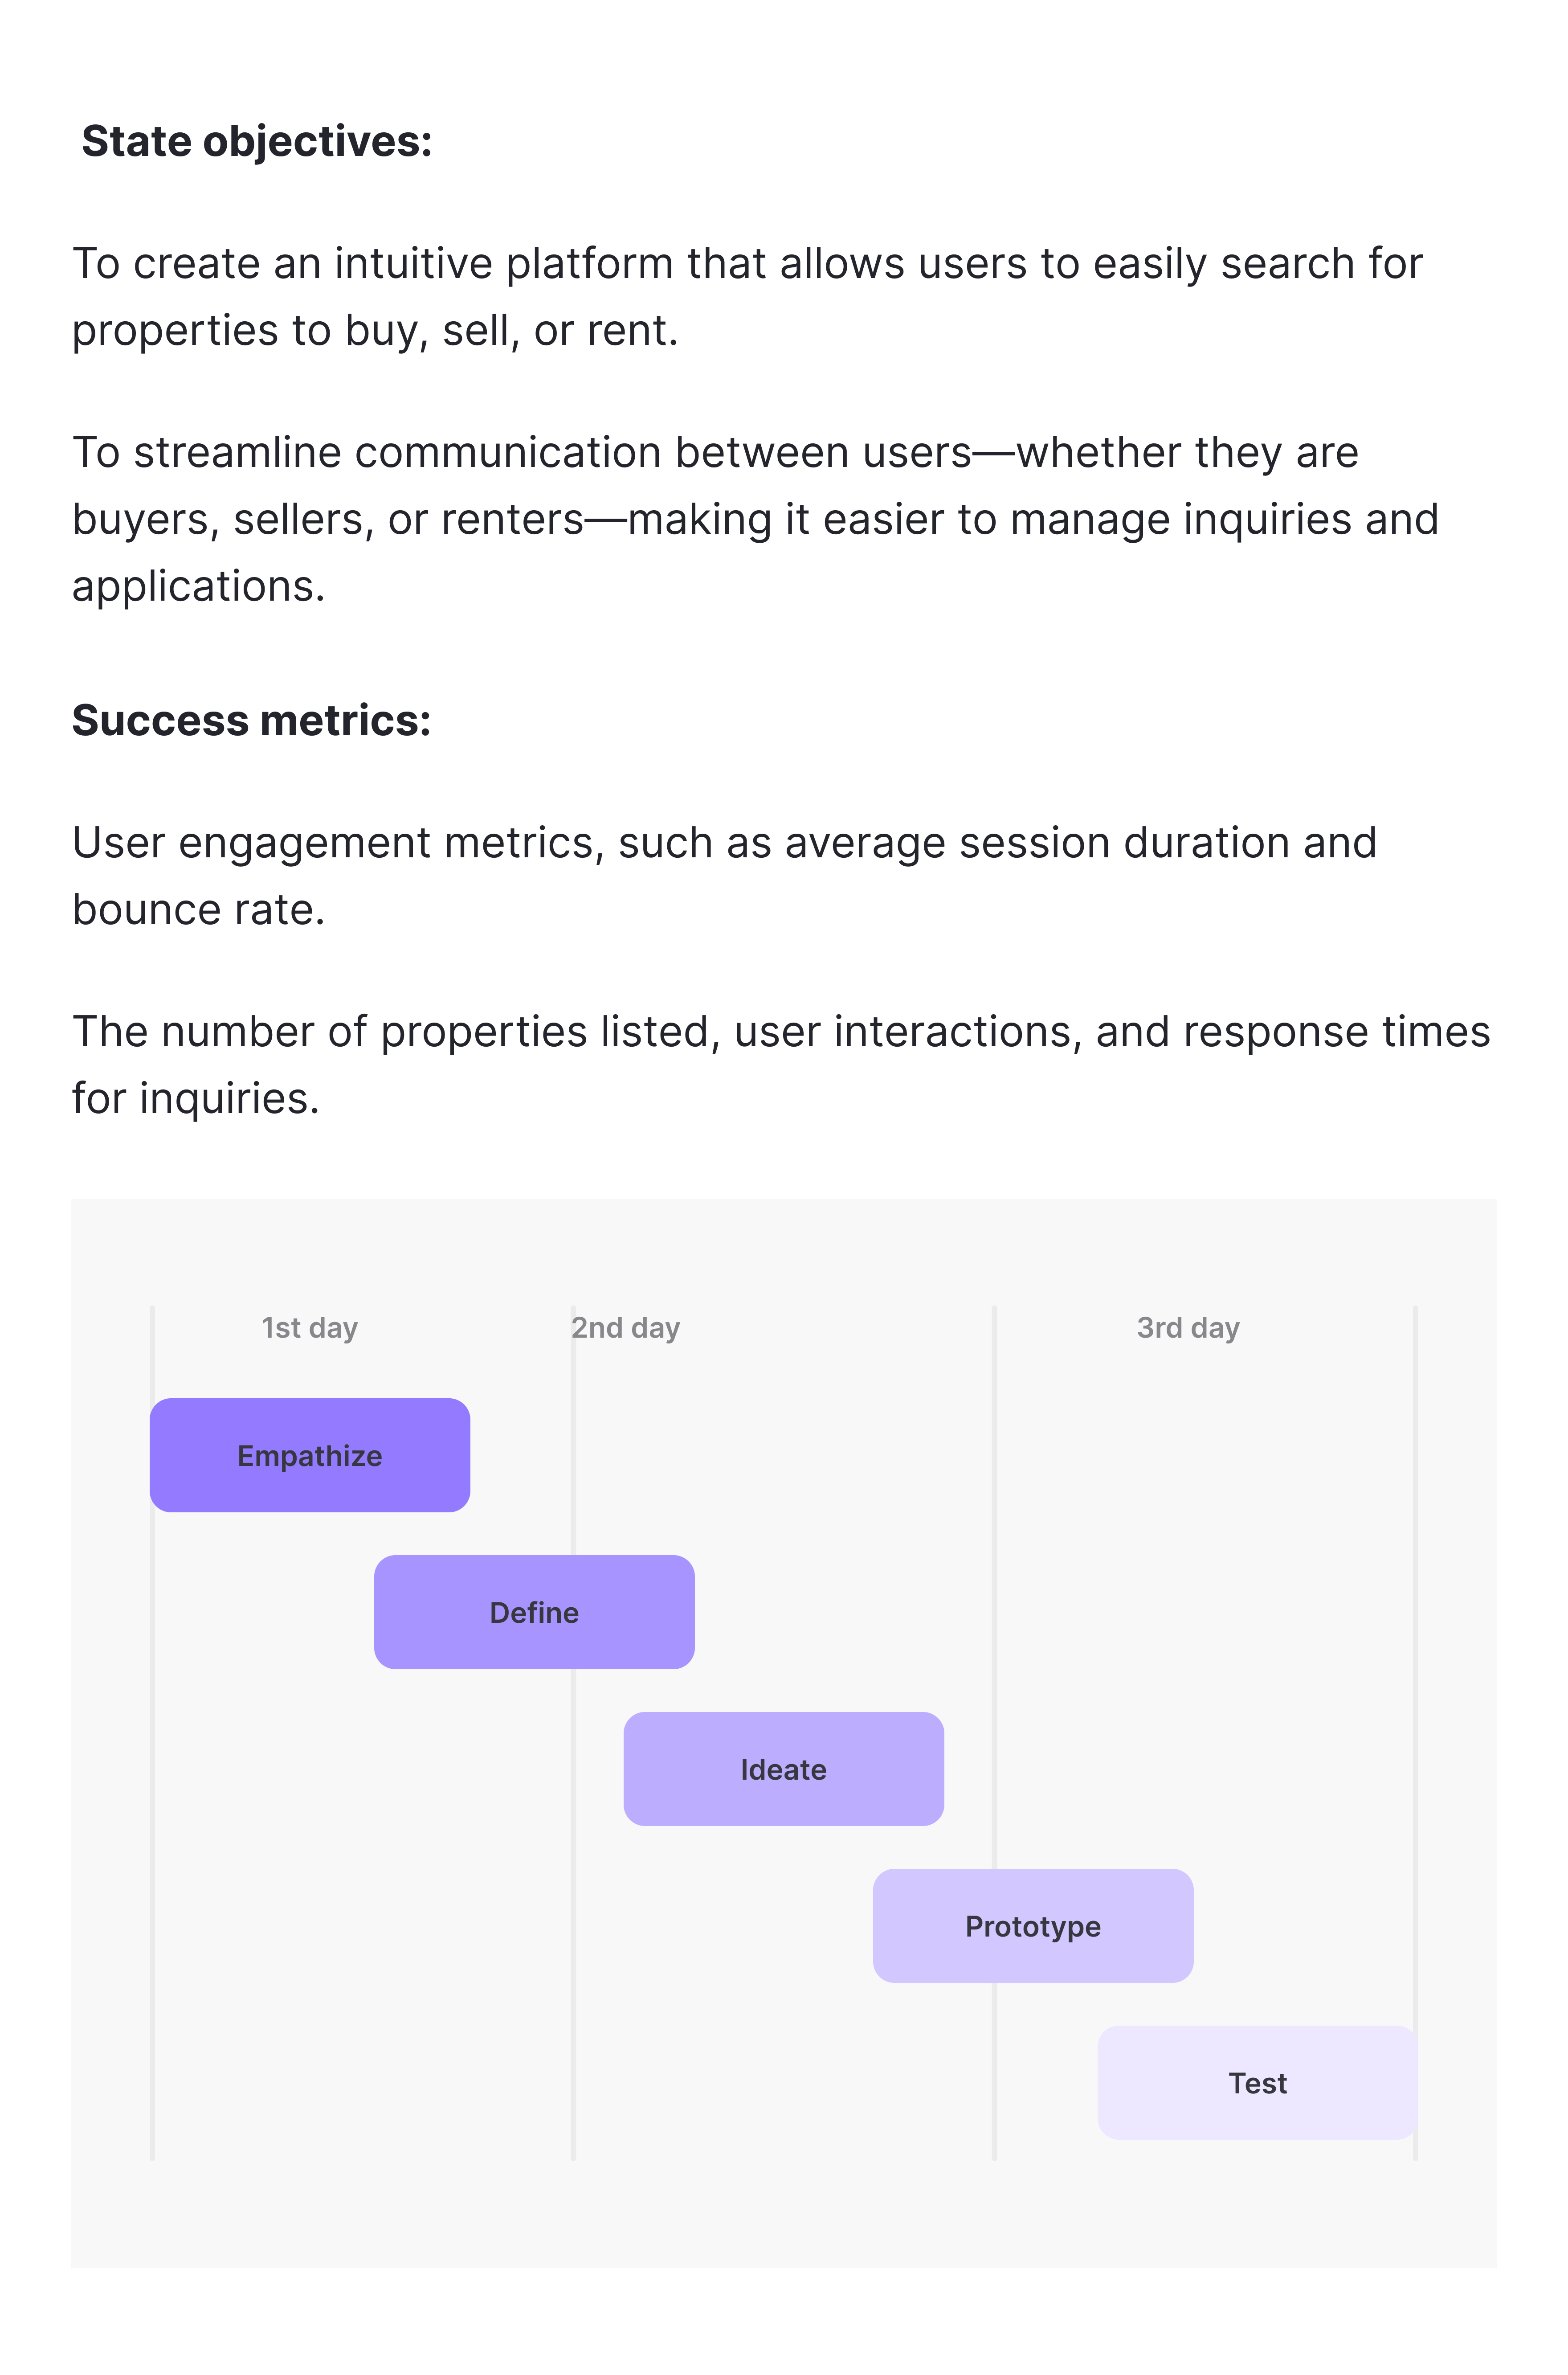 State objectives:
To create an intuitive platform that allows users to easily search for
properties to buy, sell, or rent.
To streamline communication between users—whether they are
buyers, sellers, or renters—making it easier to manage inquiries and
applications.
Success metrics:
User engagement metrics, such as average session duration and
bounce rate.
The number of properties listed, user interactions, and response times
for inquiries.
1st day
2nd day
3rd day
Empathize
Define
Ideate
Prototype
Test